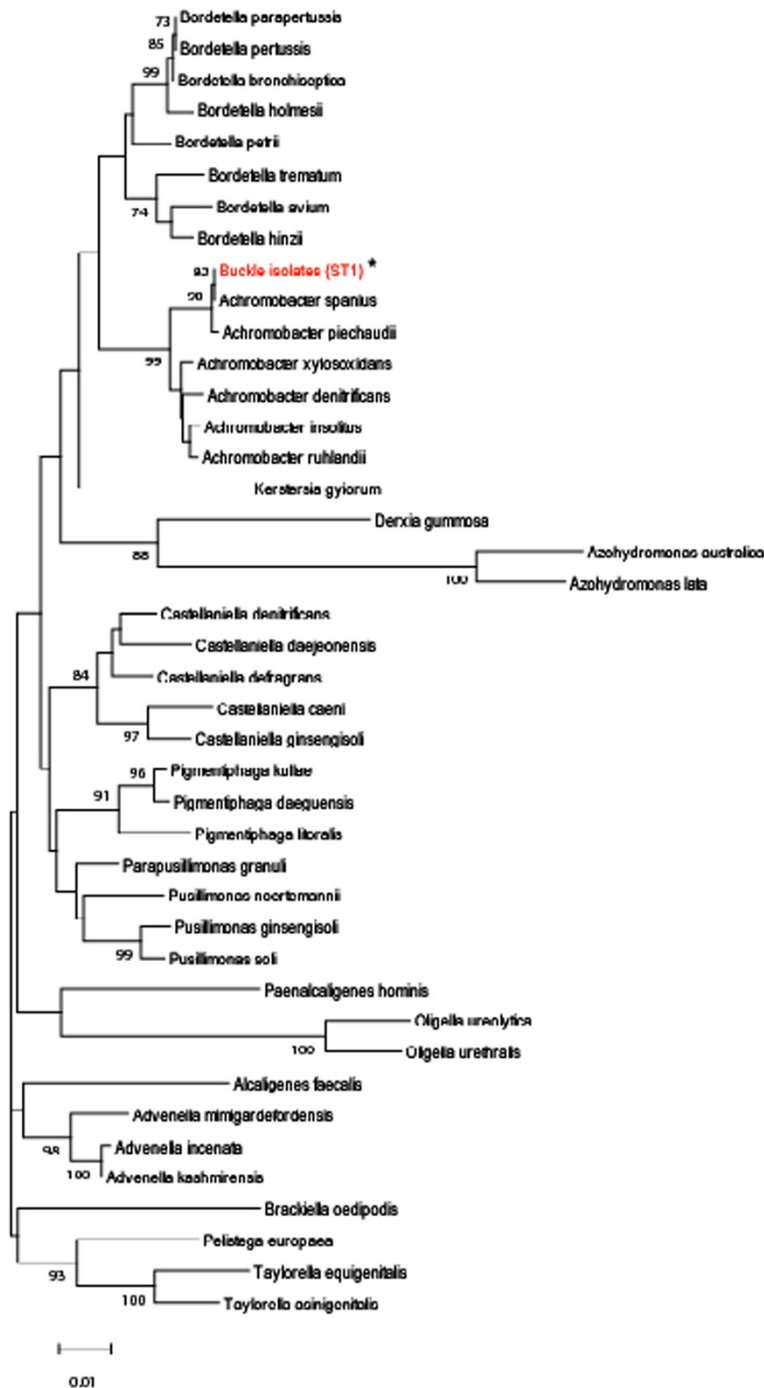 73
Bordetella parapertussis
85
Bordetella pertussis
99
Bordetella bronchiseptica
Bordetella holmesii
Bordetella petrii
Bordetella trematum
74
Bordetella avium
Bordetella hinzii
Buckle isolates (ST1) *
Achromobacter spanius
Achromobacter piechaudii
99
Achromobacter xylosoxidans
Achromobacter denitrificans
Achromobacter insolitus
Achromobacter ruhlandii
Kerstersia gyiorum
Derxia gummosa
88
Azohydromonas australica
100
Azohydromonas lata
Castellaniella denitrificans
Castellaniella daejeonensis
84
Castellaniella defragrans
Castellaniella caeni
97
Castellaniella ginsengisoli
96
Pigmentiphaga kullae
91
Pigmentiphaga daeguensis
Pigmentiphaga litoralis
Parapusillimonas granuli
Pusillimonas noertemannii
Pusillimonas ginsengisoli
99
Pusillimonas soli
Paenalcaligenes hominis
Oligella ureolytica
100
Oligella urethralis
Alcaligenes faecalis
Advenella mimigardefordensis
98
Advenella incenata
100
Advenella kashmirensis
Brackiella oedipodis
Pelistega europaea
93
Taylorella equigenitalis
100
Taylorella asinigenitalis
0.01